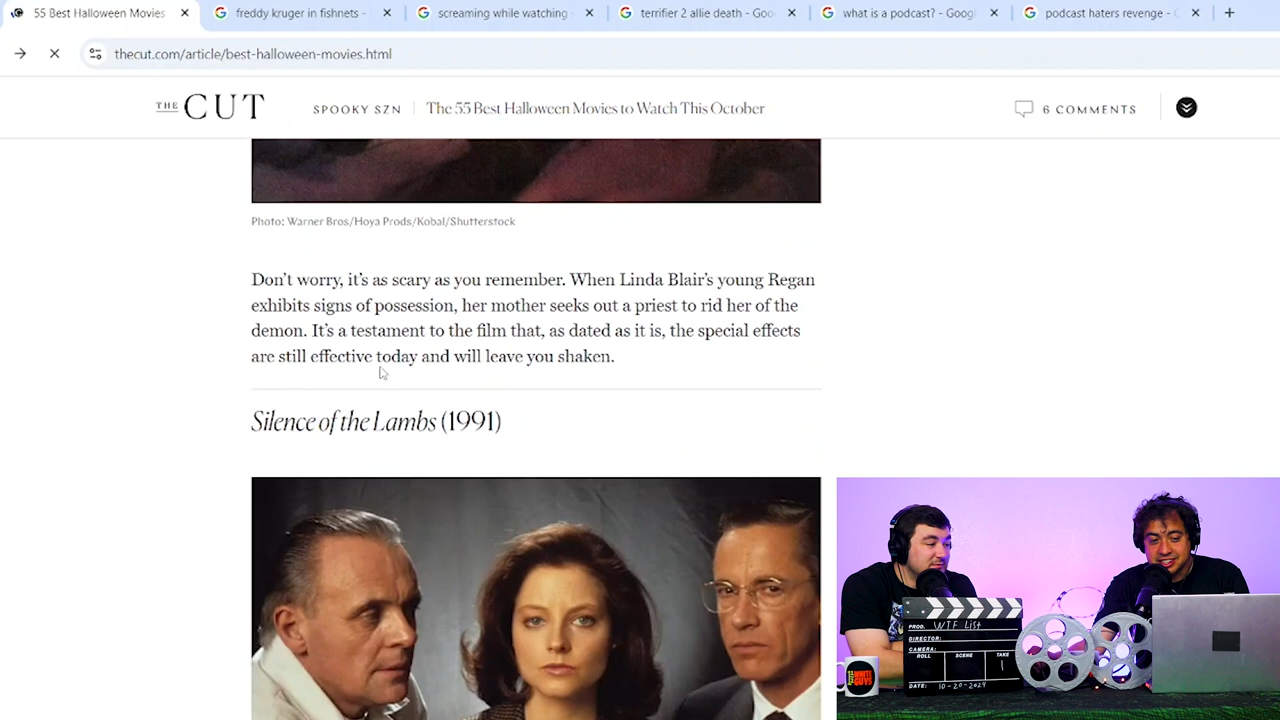 55 Best Halloween Movies
freddy kruger in fishnets -
screaming while watching
terrifier 2 allie death - Goo
what is a podcast? - Googl
podcast haters revenge -
thecut.com/article/best-halloween-movies.html
THE CUT
SPOOKY SZN
The 55 Best Halloween Movies to Watch This October
6 COMMENTS
Photo: Warner Bros/Hoya Prods/Kobal/Shutterstock
Don't worry, it's as scary as you remember. When Linda Blair's young Regan
exhibits signs of possession, her mother seeks out a priest to rid her of the
demon. It's a testament to the film that, as dated as it is, the special effects
are still effective today and will leave you shaken.
Silence of the Lambs (1991)
PROD. WTF List
DIRECTOR:
CAMERA:
ROLL
SCENE
TAKE
1
DATE: 10-20-2024
WHITE
GUYS